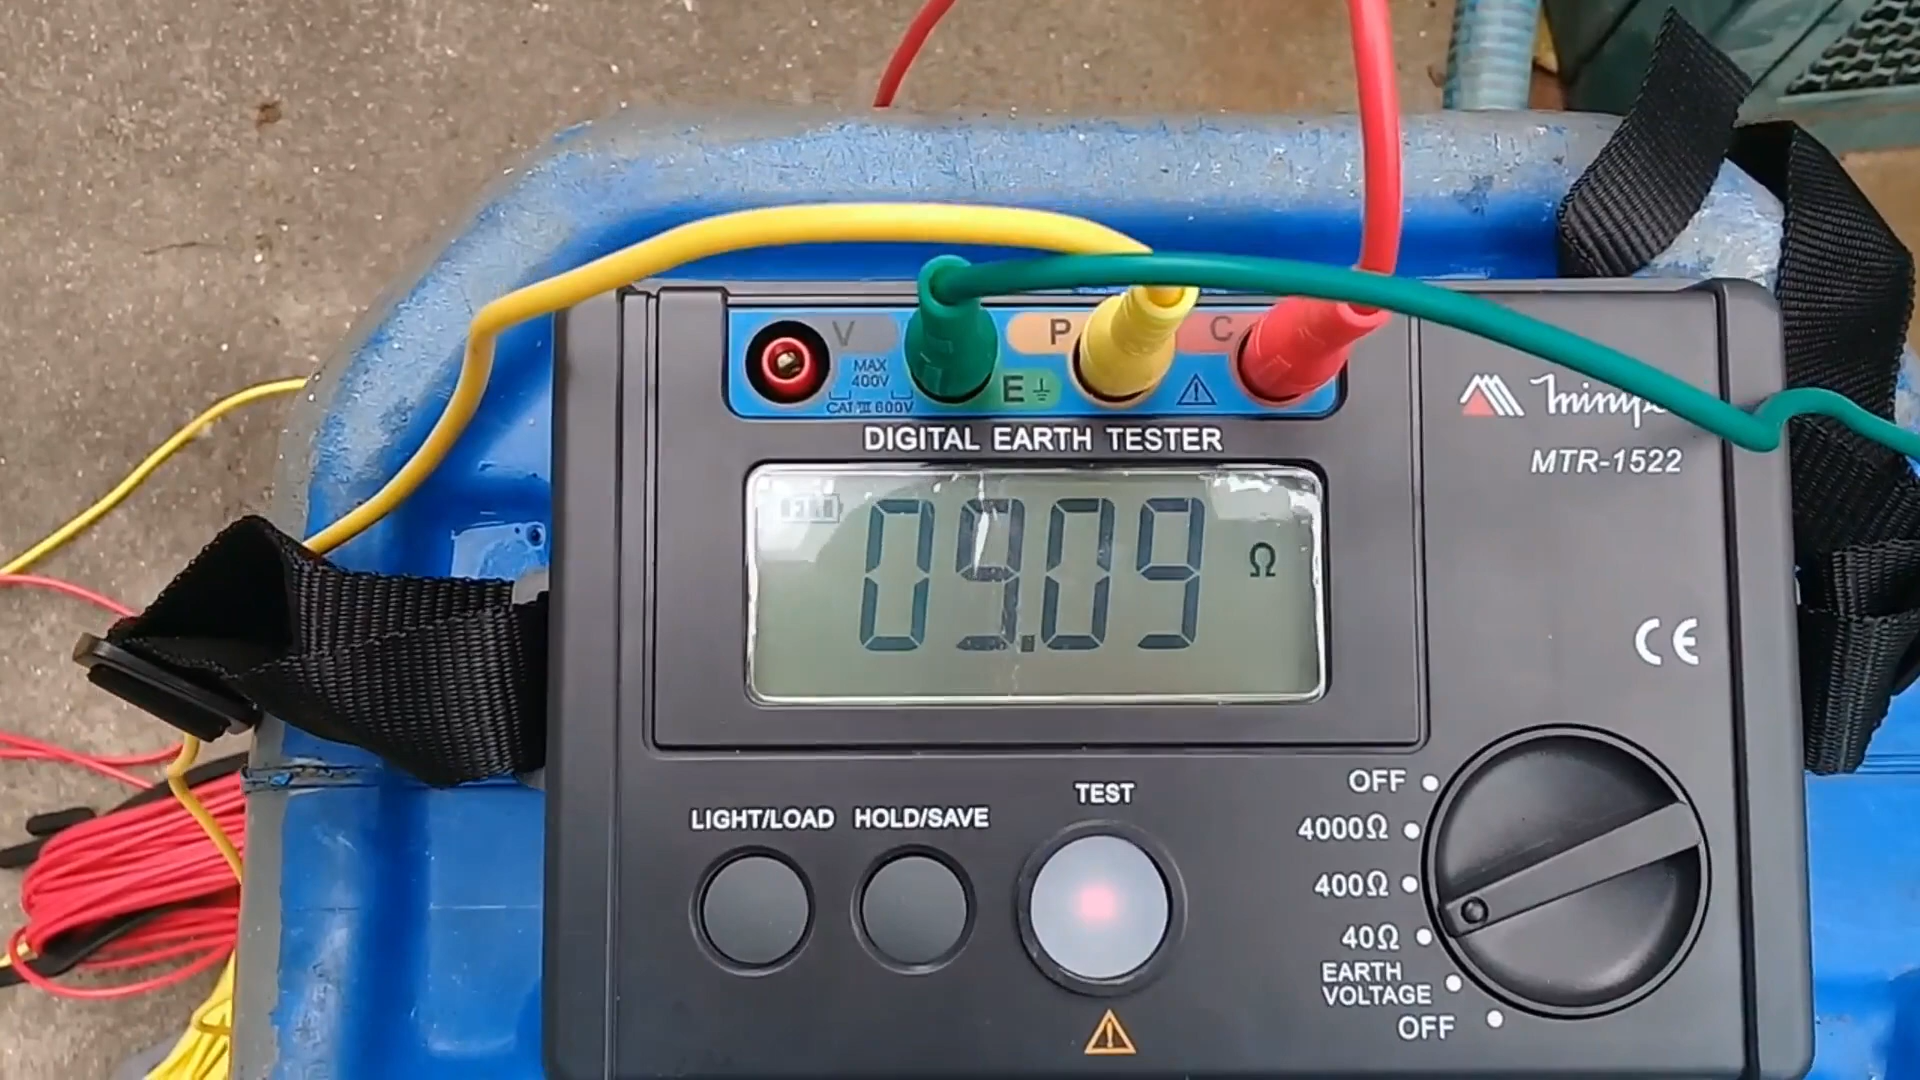 V
P
C
MAX
400V
CAT III 600V
E
DIGITAL EARTH TESTER
MTR-1522
09.09 Ω
CE
LIGHT/LOAD
HOLD/SAVE
TEST
OFF
4000Ω
400Ω
40Ω
EARTH
VOLTAGE
OFF